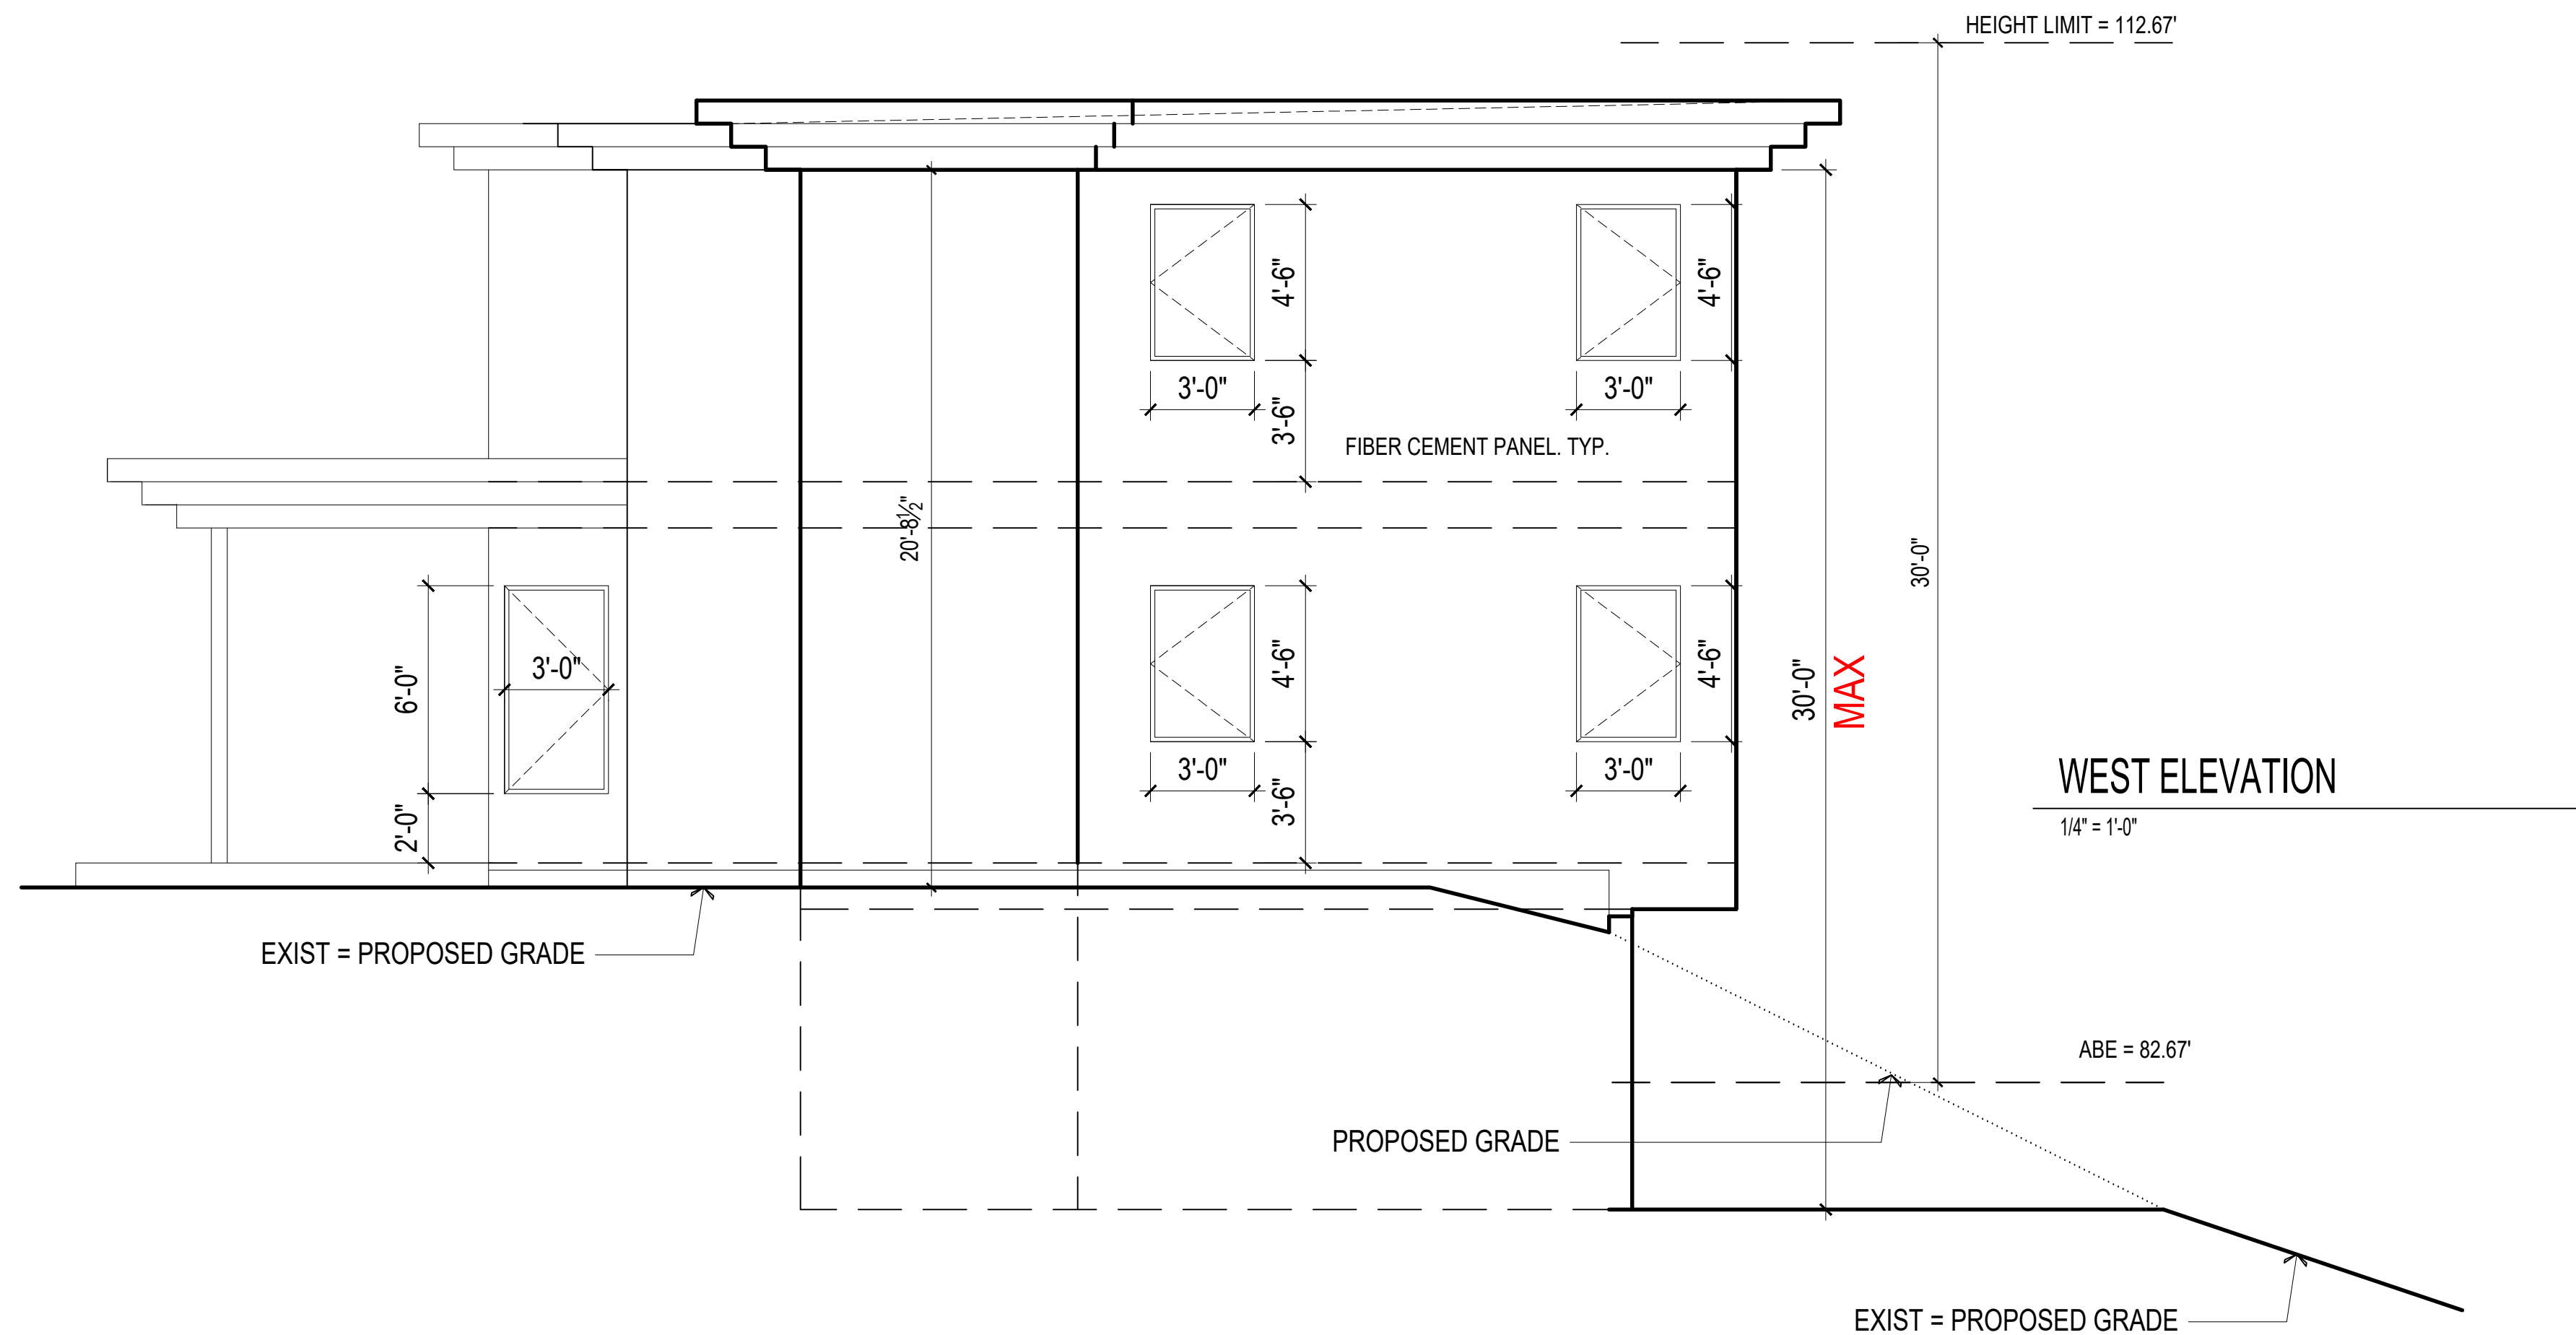 HEIGHT LIMIT = 112.67'
4'-6"
4'-6"
3'-0"
3'-0"
3'-6"
FIBER CEMENT PANEL. TYP.
20'-8½"
30'-0"
6'-0"
3'-0"
4'-6"
4'-6"
30'-0"
MAX
2'-0"
3'-0"
3'-6"
3'-0"
WEST ELEVATION
1/4" = 1'-0"
EXIST = PROPOSED GRADE
ABE = 82.67'
PROPOSED GRADE
EXIST = PROPOSED GRADE